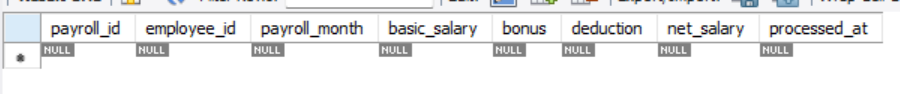 payroll_id employee_id payroll_month basic_salary bonus deduction net_salary processed_at
NULL NULL NULL NULL NULL NULL NULL NULL